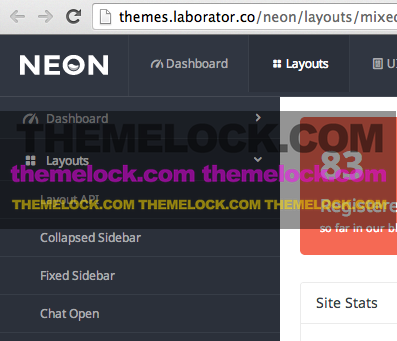 themes.laborator.co/neon/layouts/mixed
NEON Dashboard Layouts UI
Dashboard
THEMELOCK.COM
Layouts
83
themelock.com themelock.com
Layout API
Registere
THEMELOCK.COM THEMELOCK.COM THEMELOCK.COM
so far in our bl
Collapsed Sidebar
Fixed Sidebar
Site Stats
Chat Open